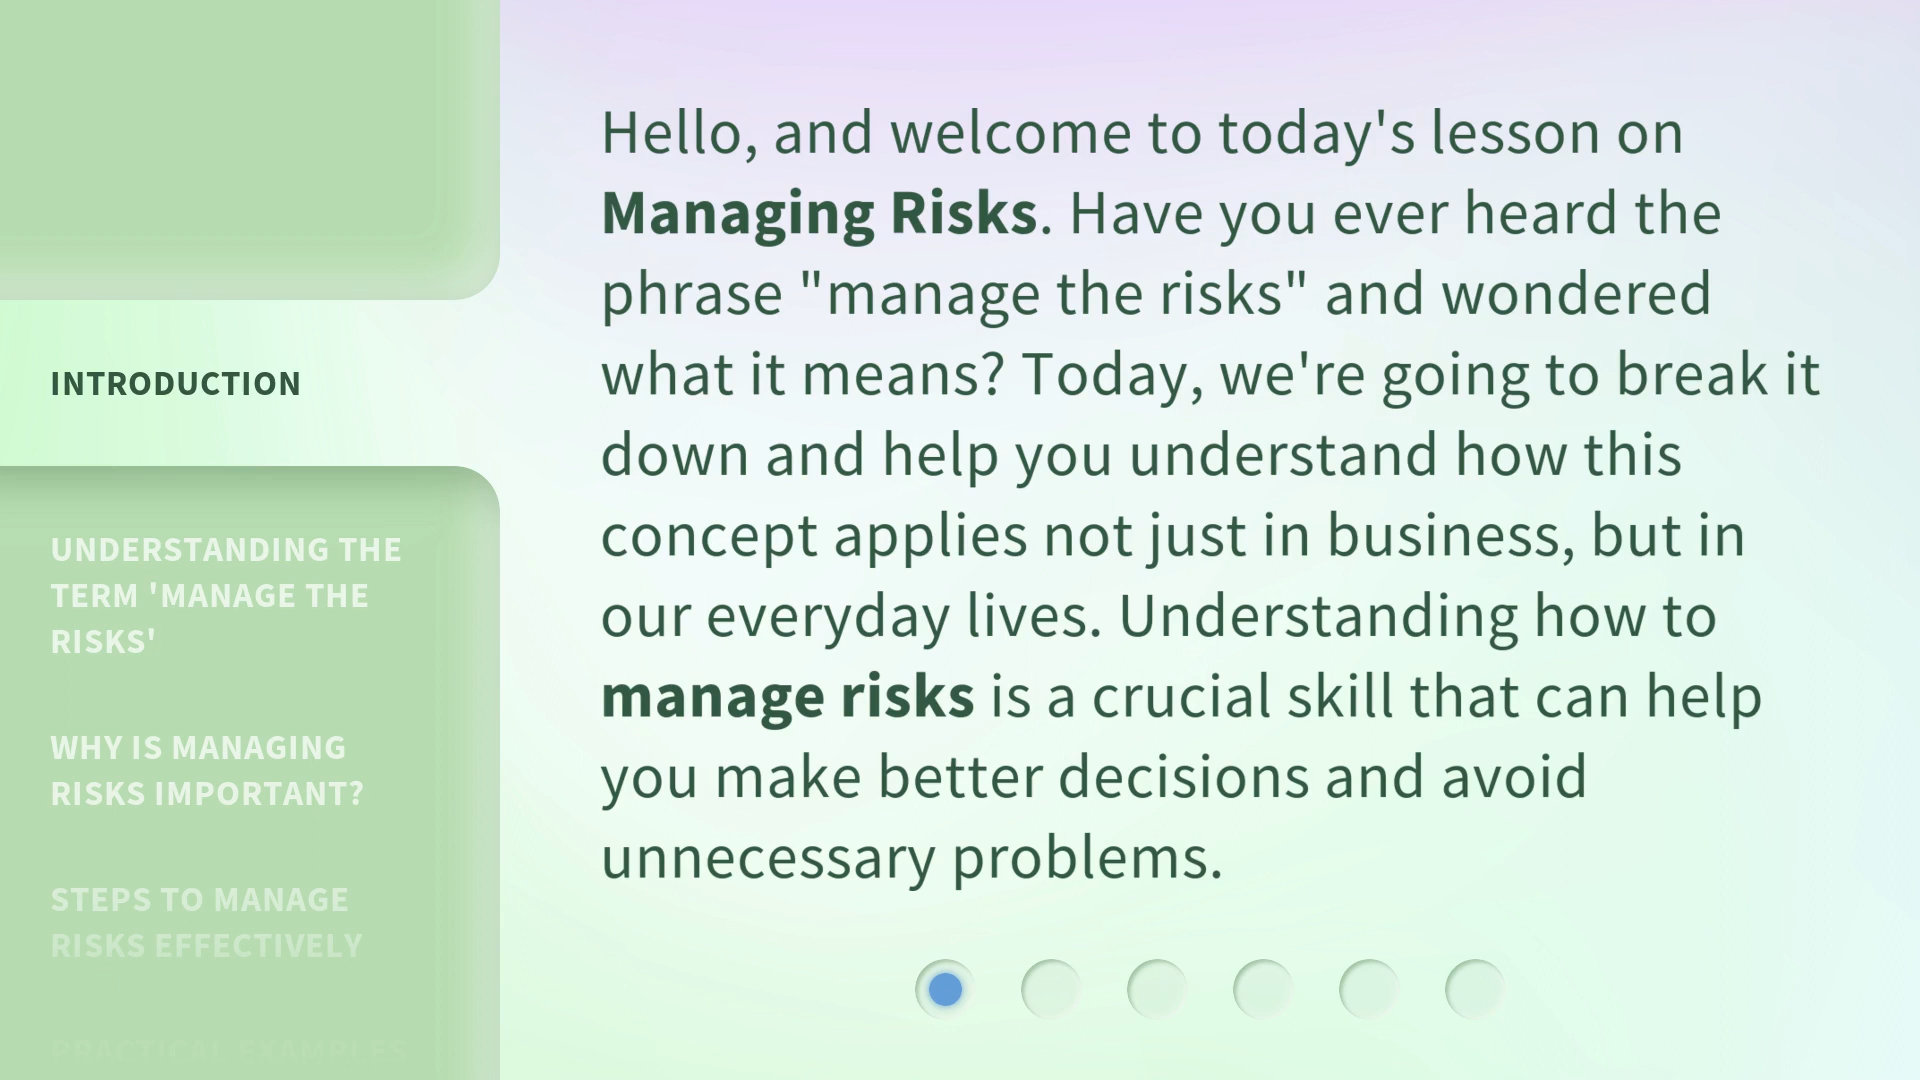 INTRODUCTION
UNDERSTANDING THE
TERM 'MANAGE THE
RISKS'
WHY IS MANAGING
RISKS IMPORTANT?
STEPS TO MANAGE
RISKS EFFECTIVELY
PRACTICAL EXAMPLES
Hello, and welcome to today's lesson on
Managing Risks. Have you ever heard the
phrase "manage the risks" and wondered
what it means? Today, we're going to break it
down and help you understand how this
concept applies not just in business, but in
our everyday lives. Understanding how to
manage risks is a crucial skill that can help
you make better decisions and avoid
unnecessary problems.